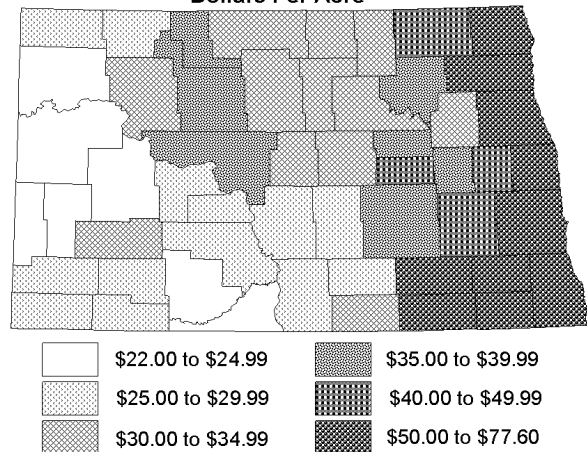 Dollars Per Acre
$22.00 to $24.99
$25.00 to $29.99
$30.00 to $34.99
$35.00 to $39.99
$40.00 to $49.99
$50.00 to $77.60